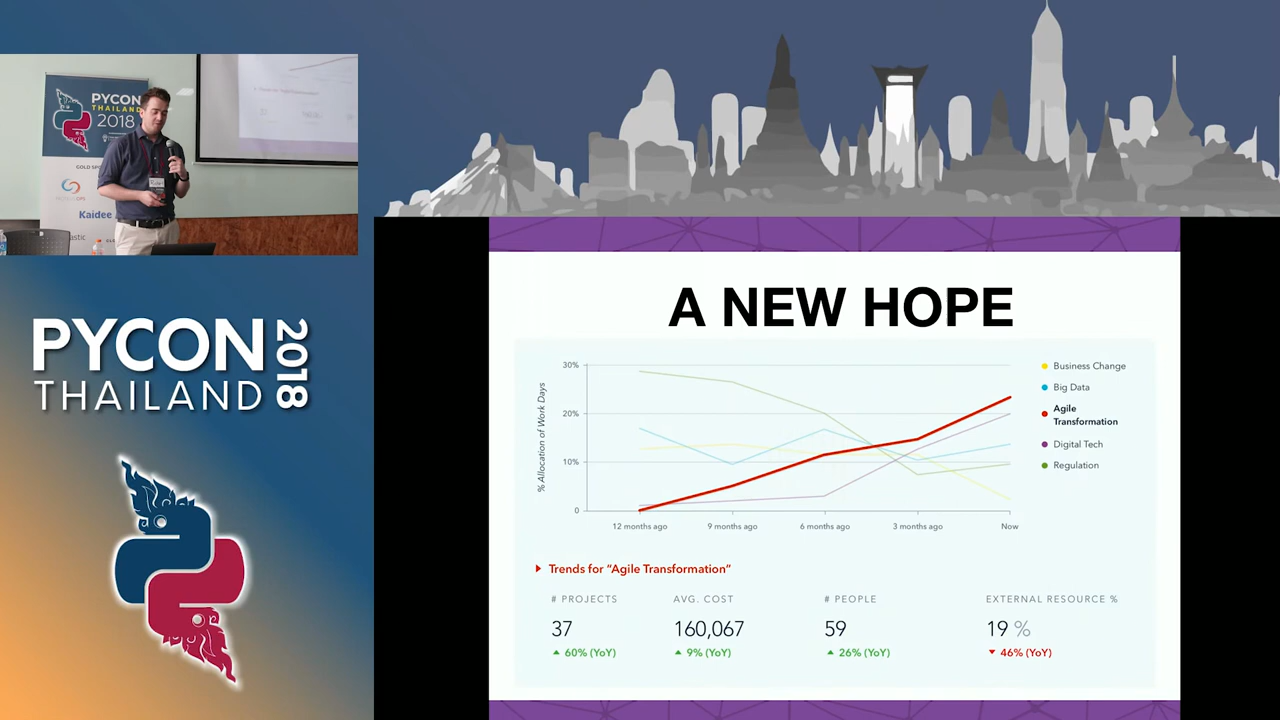 PYCON
THAILAND
2018
GOLD SPO
Kaidee
astic
PYCON 2018
THAILAND
A NEW HOPE
% Allocation of Work Days
30%
20%
10%
0
12 months ago
9 months ago
6 months ago
3 months ago
Now
Business Change
Big Data
Agile
Transformation
Digital Tech
Regulation
Trends for "Agile Transformation"
# PROJECTS
AVG. COST
# PEOPLE
EXTERNAL RESOURCE %
37
160,067
59
19 %
60% (YoY)
9% (YoY)
26% (YoY)
46% (YoY)